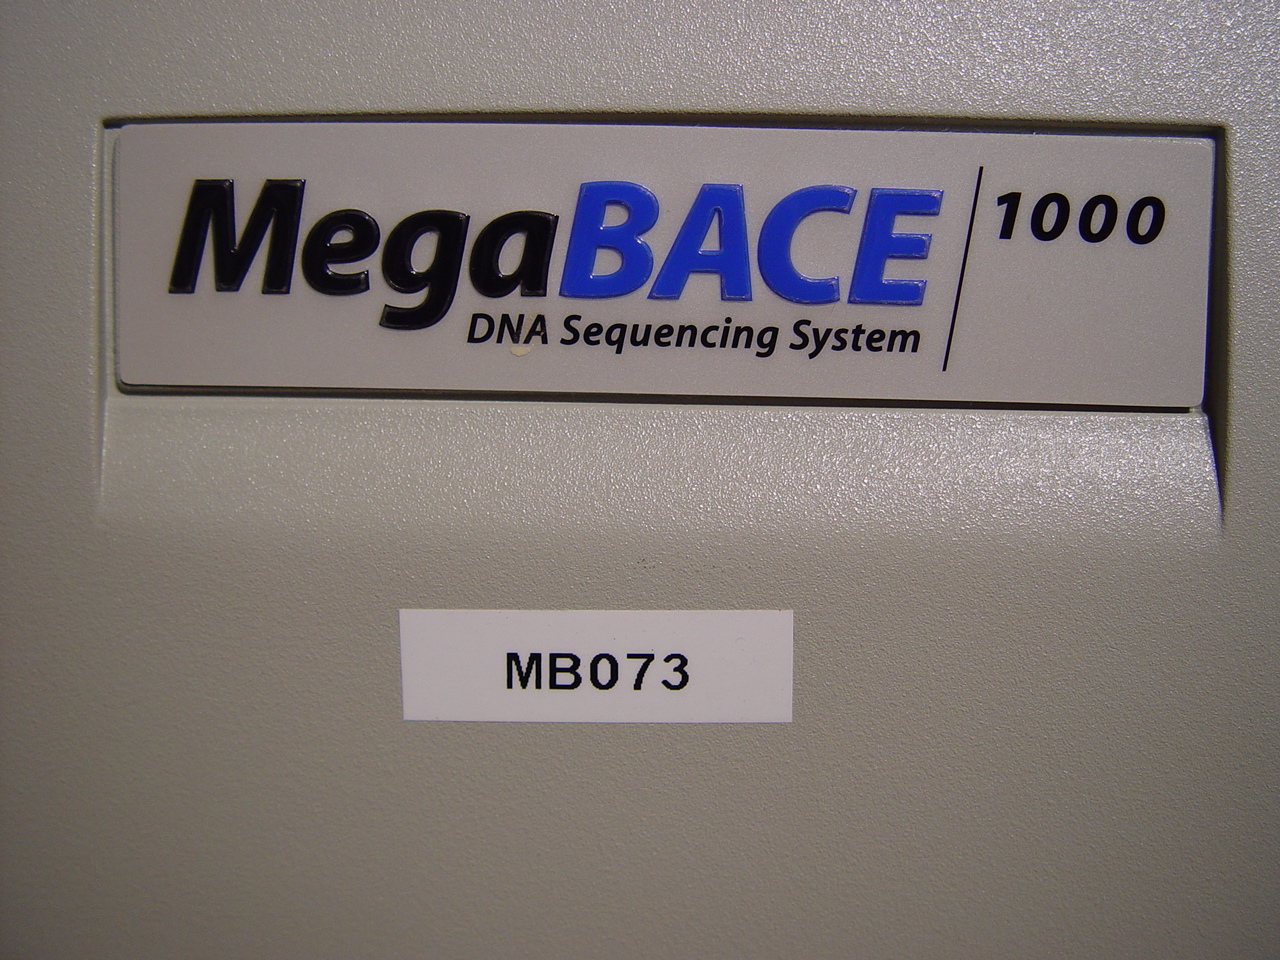 MegaBACE 1000
DNA Sequencing System
MB073